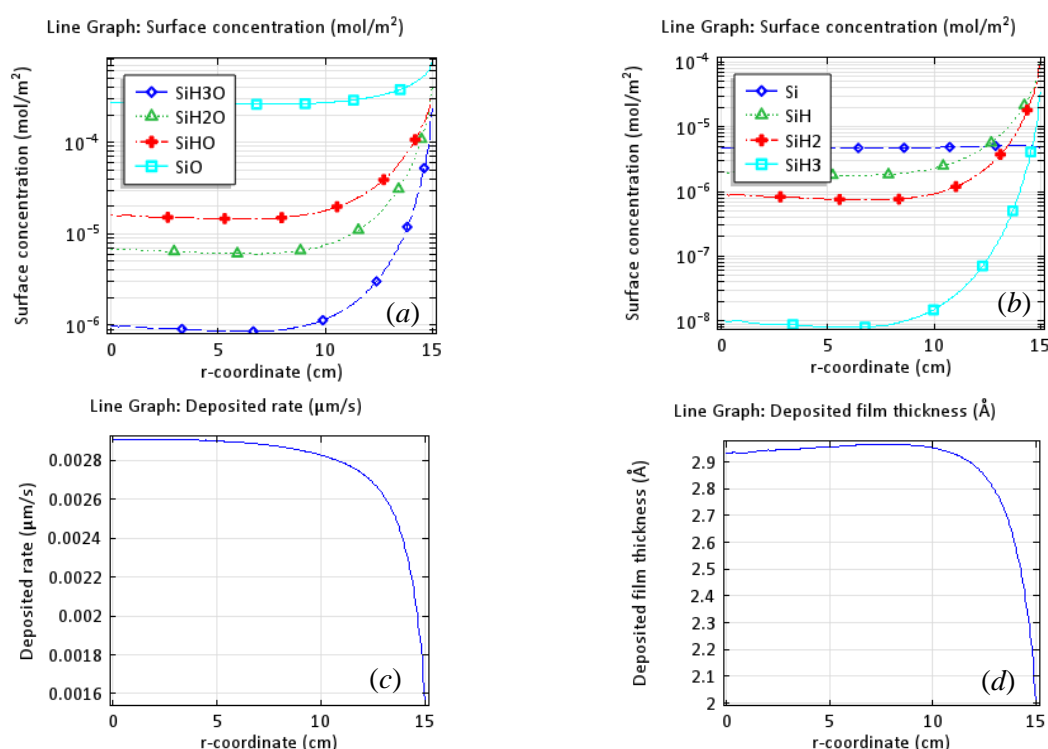 Line Graph: Surface concentration (mol/m²)
Surface concentration (mol/m²)
SiH3O
SiH2O
SiHO
SiO
10⁻⁴
10⁻⁵
10⁻⁶
(a)
0 5 10 15
r-coordinate (cm)
Line Graph: Surface concentration (mol/m²)
Surface concentration (mol/m²)
Si
SiH
SiH2
SiH3
10⁻⁴
10⁻⁵
10⁻⁶
10⁻⁷
10⁻⁸
(b)
0 5 10 15
r-coordinate (cm)
Line Graph: Deposited rate (µm/s)
Deposited rate (µm/s)
0.0028
0.0026
0.0024
0.0022
0.002
0.0018
0.0016
(c)
0 5 10 15
r-coordinate (cm)
Line Graph: Deposited film thickness (Å)
Deposited film thickness (Å)
2.9
2.8
2.7
2.6
2.5
2.4
2.3
2.2
2.1
2
(d)
0 5 10 15
r-coordinate (cm)